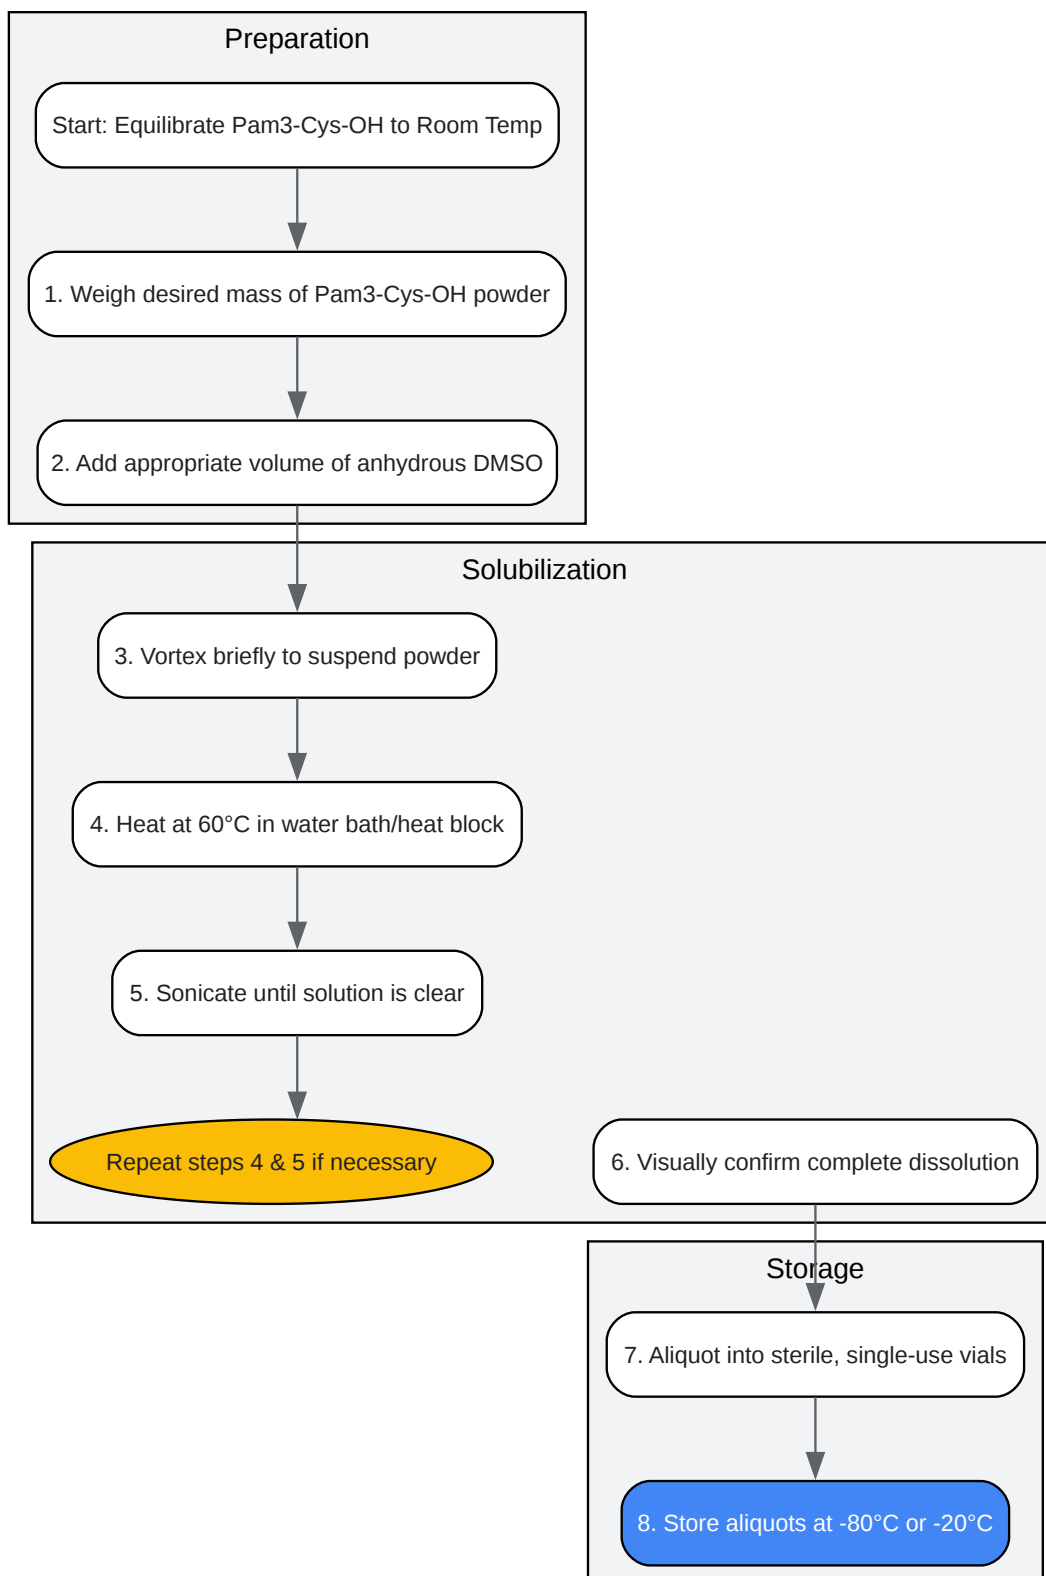 Preparation
Start: Equilibrate Pam3-Cys-OH to Room Temp
1. Weigh desired mass of Pam3-Cys-OH powder
2. Add appropriate volume of anhydrous DMSO
Solubilization
3. Vortex briefly to suspend powder
4. Heat at 60°C in water bath/heat block
5. Sonicate until solution is clear
Repeat steps 4 & 5 if necessary
6. Visually confirm complete dissolution
Storage
7. Aliquot into sterile, single-use vials
8. Store aliquots at -80°C or -20°C